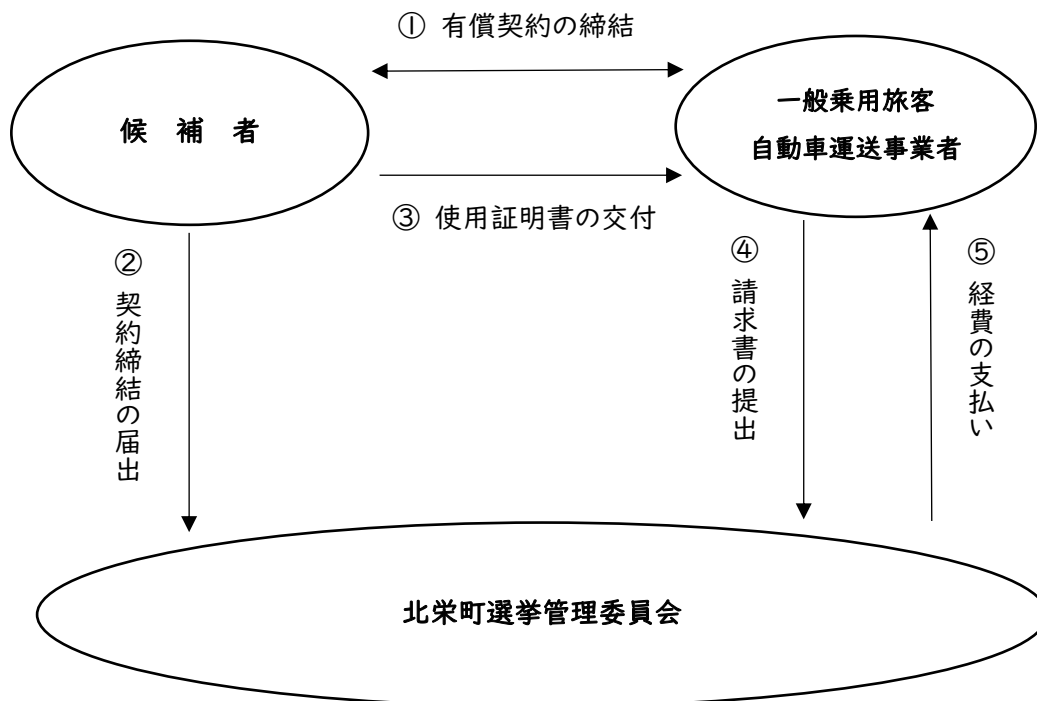 ① 有償契約の締結
候　補　者
一般乗用旅客
自動車運送事業者
③ 使用証明書の交付
② 契約締結の届出
④ 請求書の提出
⑤ 経費の支払い
北栄町選挙管理委員会